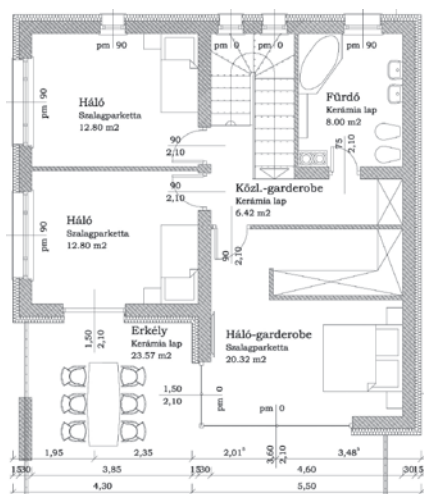 pm 90
pm 0
pm 0
pm 90
pm 90
Háló
Szalagparketta
12.80 m2
Fürdő
Kerámia lap
8.00 m2
90
2,10
75
2,10
90
2,10
Közl.-garderobe
Kerámia lap
6.42 m2
Háló
Szalagparketta
12.80 m2
pm 90
90
2,10
1,50
2,10
Erkély
Kerámia lap
23.57 m2
Háló-garderobe
Szalagparketta
20.32 m2
1,50
2,10
pm 0
pm 0
3,60
2,10
1,95
2,35
2,01⁵
3,48⁵
1530
3,85
1530
4,60
3015
4,30
5,50